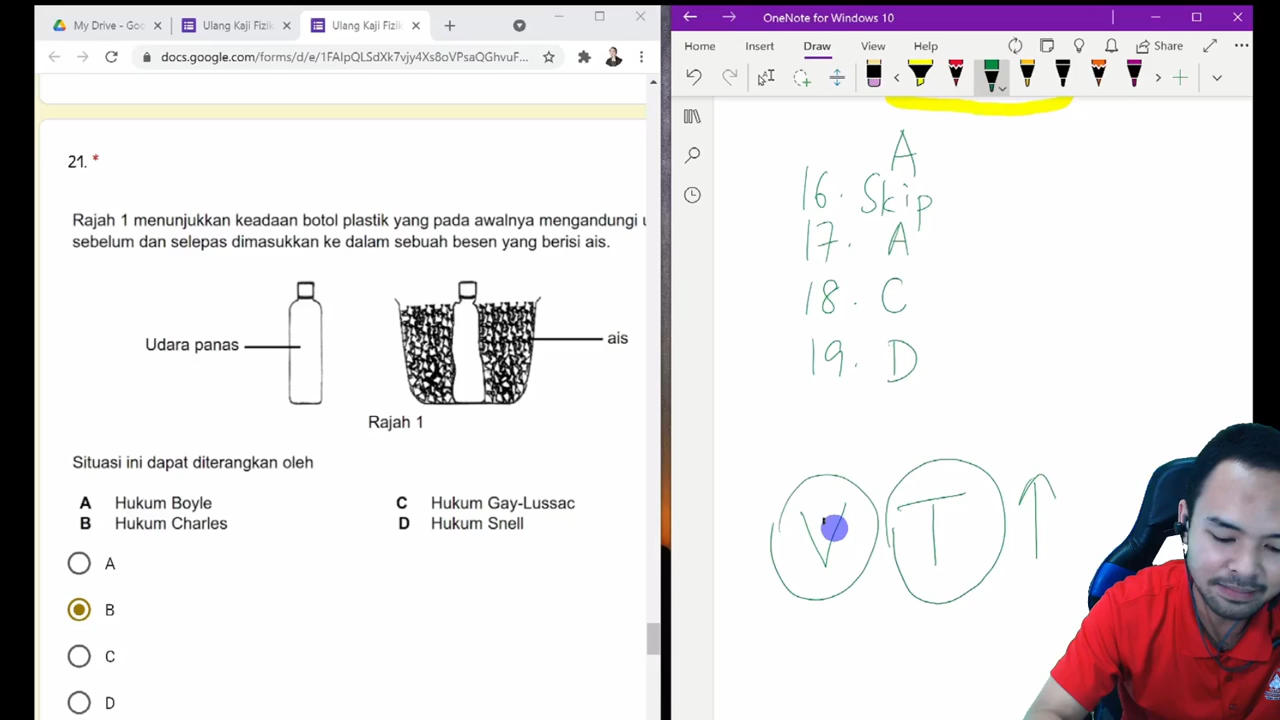 My Drive - Goo
Ulang Kaji Fizik
Ulang Kaji Fizik
docs.google.com/forms/d/e/1FAIpQLSdXk7vjy4Xs8oVPsaQGhvuF...
21. *
Rajah 1 menunjukkan keadaan botol plastik yang pada awalnya mengandungi u
sebelum dan selepas dimasukkan ke dalam sebuah besen yang berisi ais.
Udara panas
ais
Rajah 1
Situasi ini dapat diterangkan oleh
A Hukum Boyle
C Hukum Gay-Lussac
B Hukum Charles
D Hukum Snell
A
B
C
D
OneNote for Windows 10
Home Insert Draw View Help Share
A
16. Skip
17. A
18. C
19. D
V T ↑